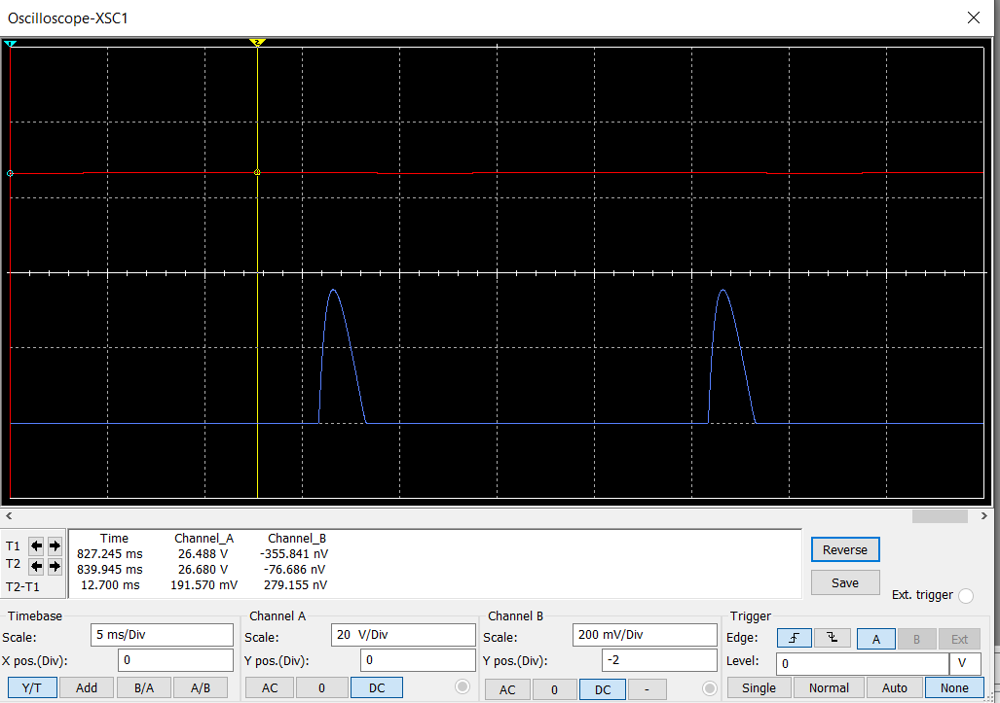 Oscilloscope-XSC1
1 2
Time Channel_A Channel_B
T1 827.245 ms 26.488 V -355.841 nV
T2 839.945 ms 26.680 V -76.686 nV
T2-T1 12.700 ms 191.570 mV 279.155 nV
Reverse
Save
Ext. trigger
Timebase
Scale: 5 ms/Div
X pos.(Div): 0
Y/T Add B/A A/B
Channel A
Scale: 20 V/Div
Y pos.(Div): 0
AC 0 DC
Channel B
Scale: 200 mV/Div
Y pos.(Div): -2
AC 0 DC -
Trigger
Edge: A B Ext
Level: 0 V
Single Normal Auto None